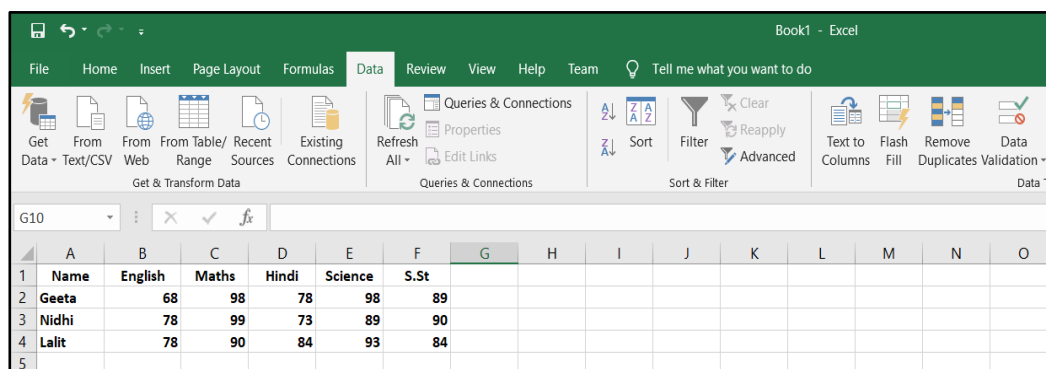 Book1 - Excel
File Home Insert Page Layout Formulas Data Review View Help Team Tell me what you want to do
Get Data
From Text/CSV
From Web
From Table/ Range
Recent Sources
Existing Connections
Get & Transform Data
Refresh All
Queries & Connections
Properties
Edit Links
Queries & Connections
Sort
Filter
Clear
Reapply
Advanced
Sort & Filter
Text to Columns
Flash Fill
Remove Duplicates
Data Validation
Data
G10 fx
A B C D E F G H I J K L M N O
1 Name English Maths Hindi Science S.St
2 Geeta 68 98 78 98 89
3 Nidhi 78 99 73 89 90
4 Lalit 78 90 84 93 84
5